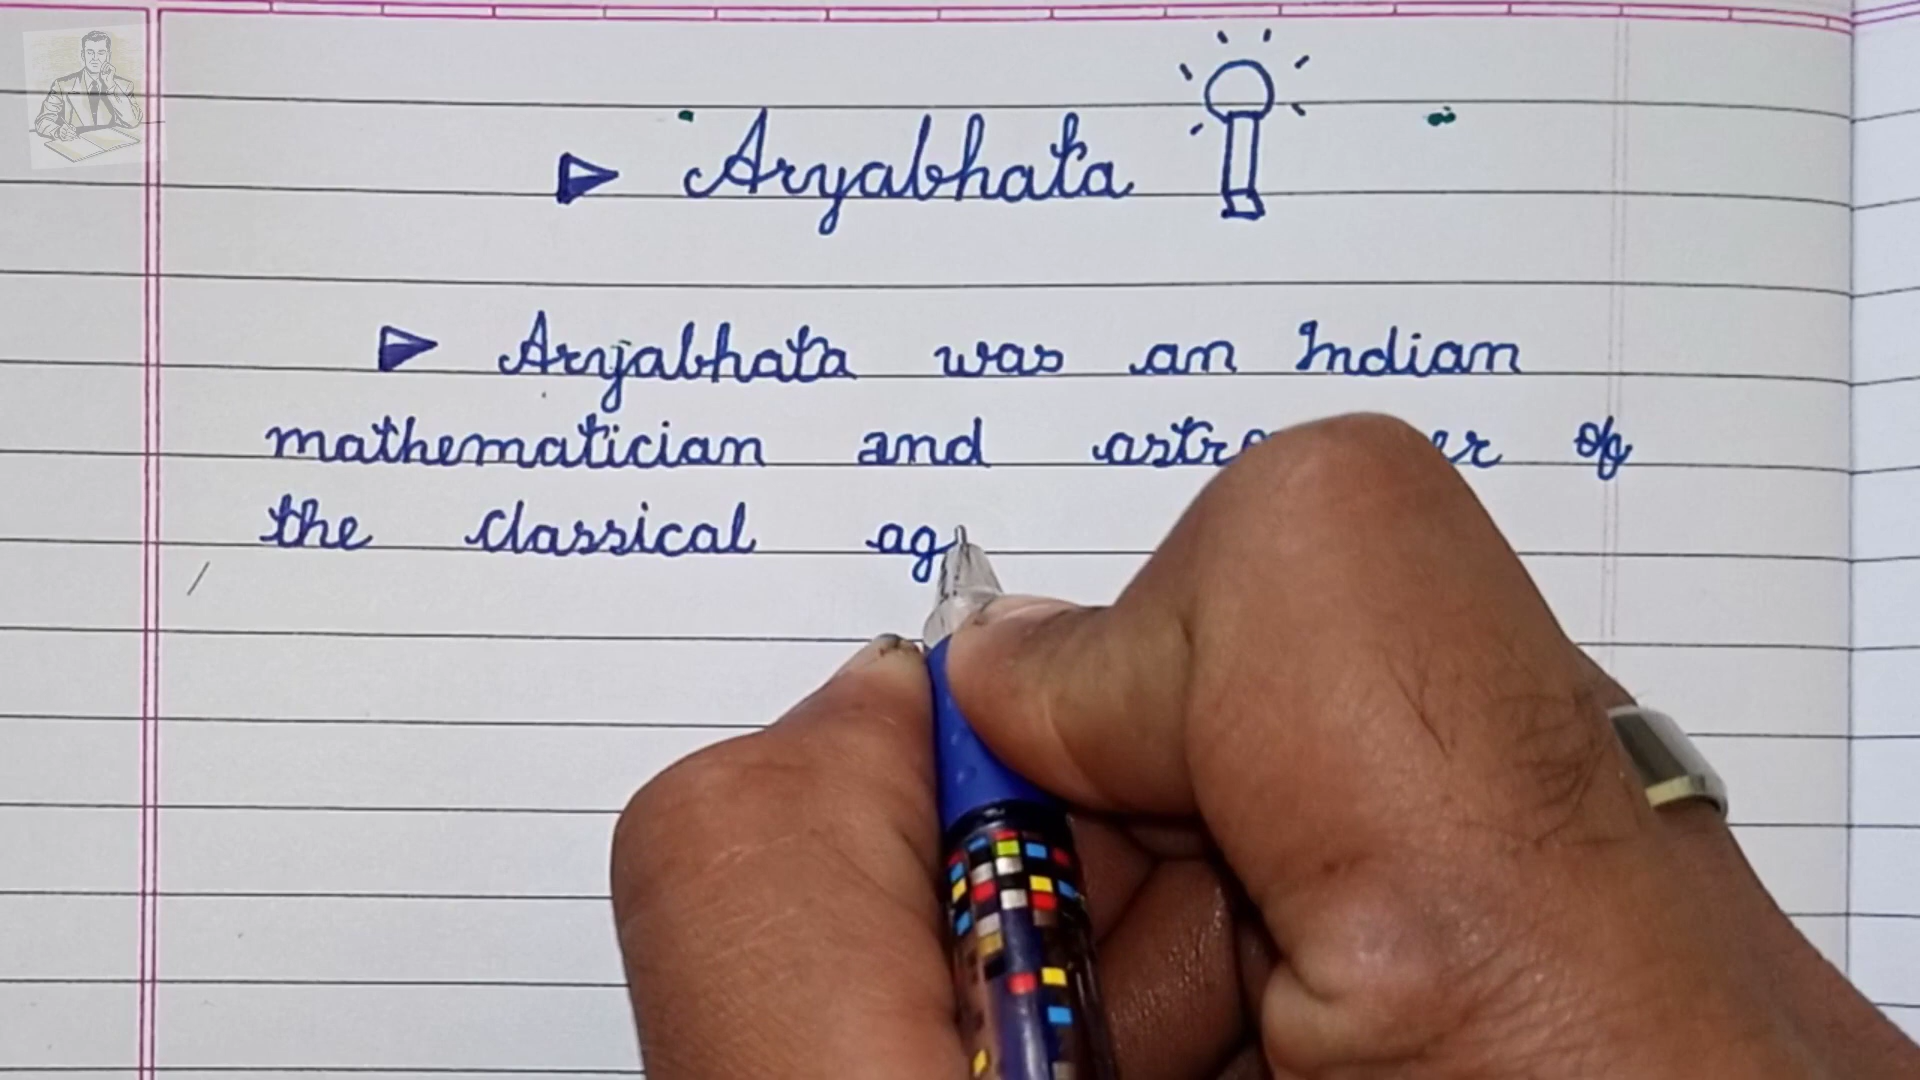 Aryabhata
Aryabhata was an Indian
mathematician and of
the classical ag